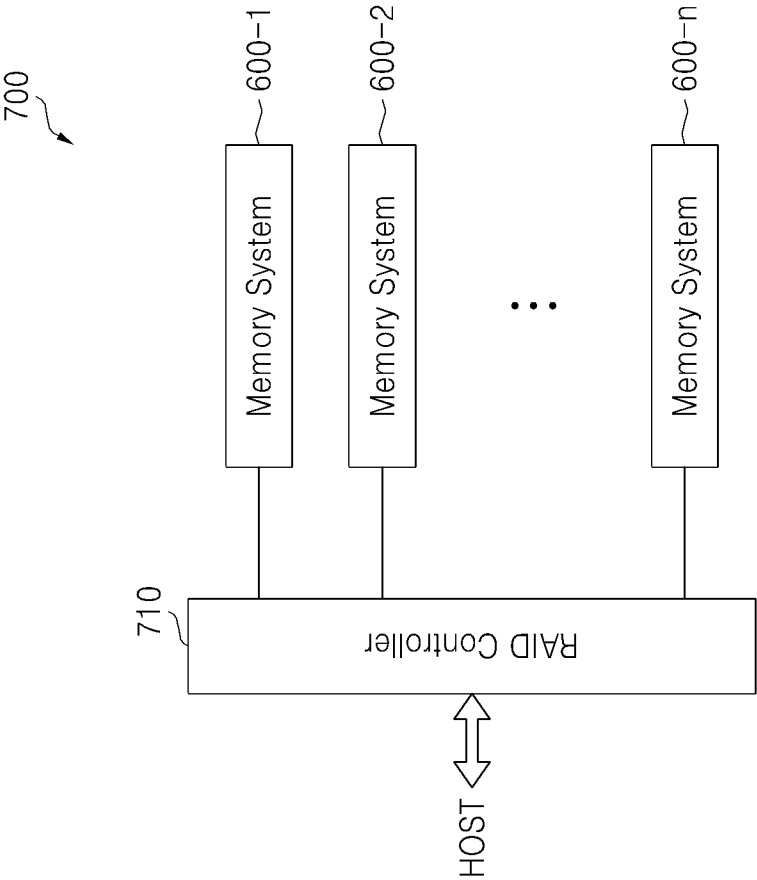 700
600-1
Memory System
600-2
Memory System
...
600-n
Memory System
710
RAID Controller
HOST